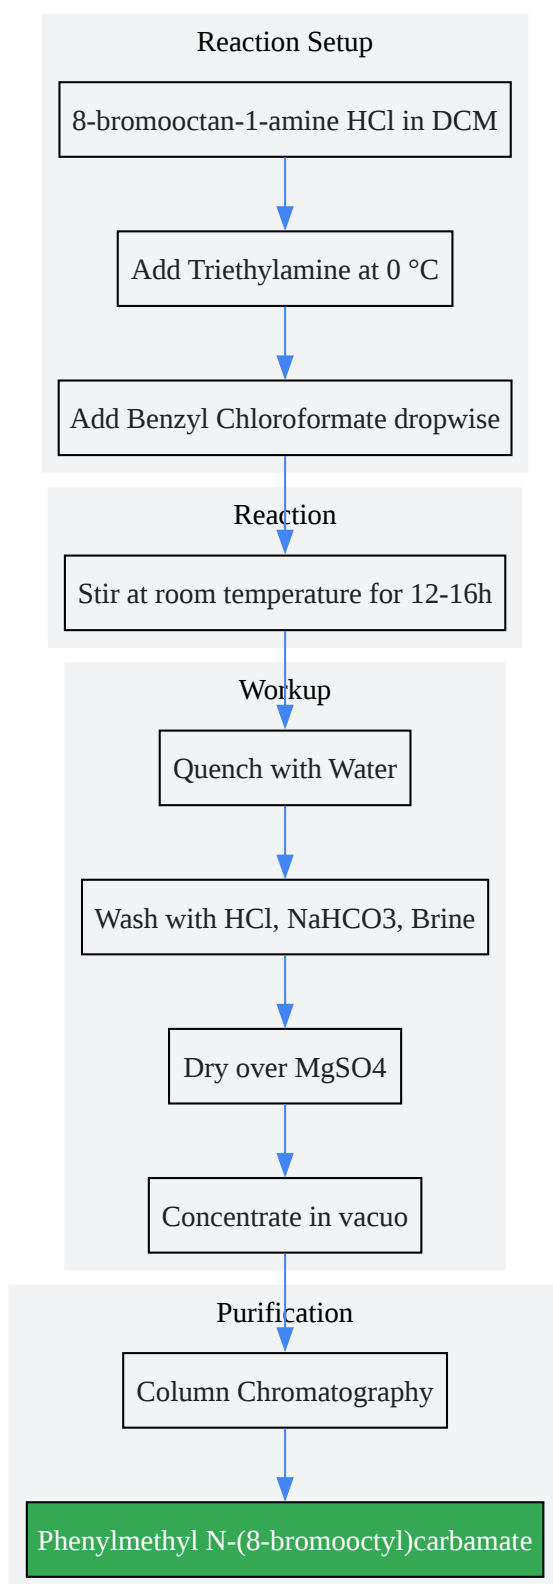 Reaction Setup
8-bromooctan-1-amine HCl in DCM
Add Triethylamine at 0 °C
Add Benzyl Chloroformate dropwise
Reaction
Stir at room temperature for 12-16h
Workup
Quench with Water
Wash with HCl, NaHCO3, Brine
Dry over MgSO4
Concentrate in vacuo
Purification
Column Chromatography
Phenylmethyl N-(8-bromooctyl)carbamate